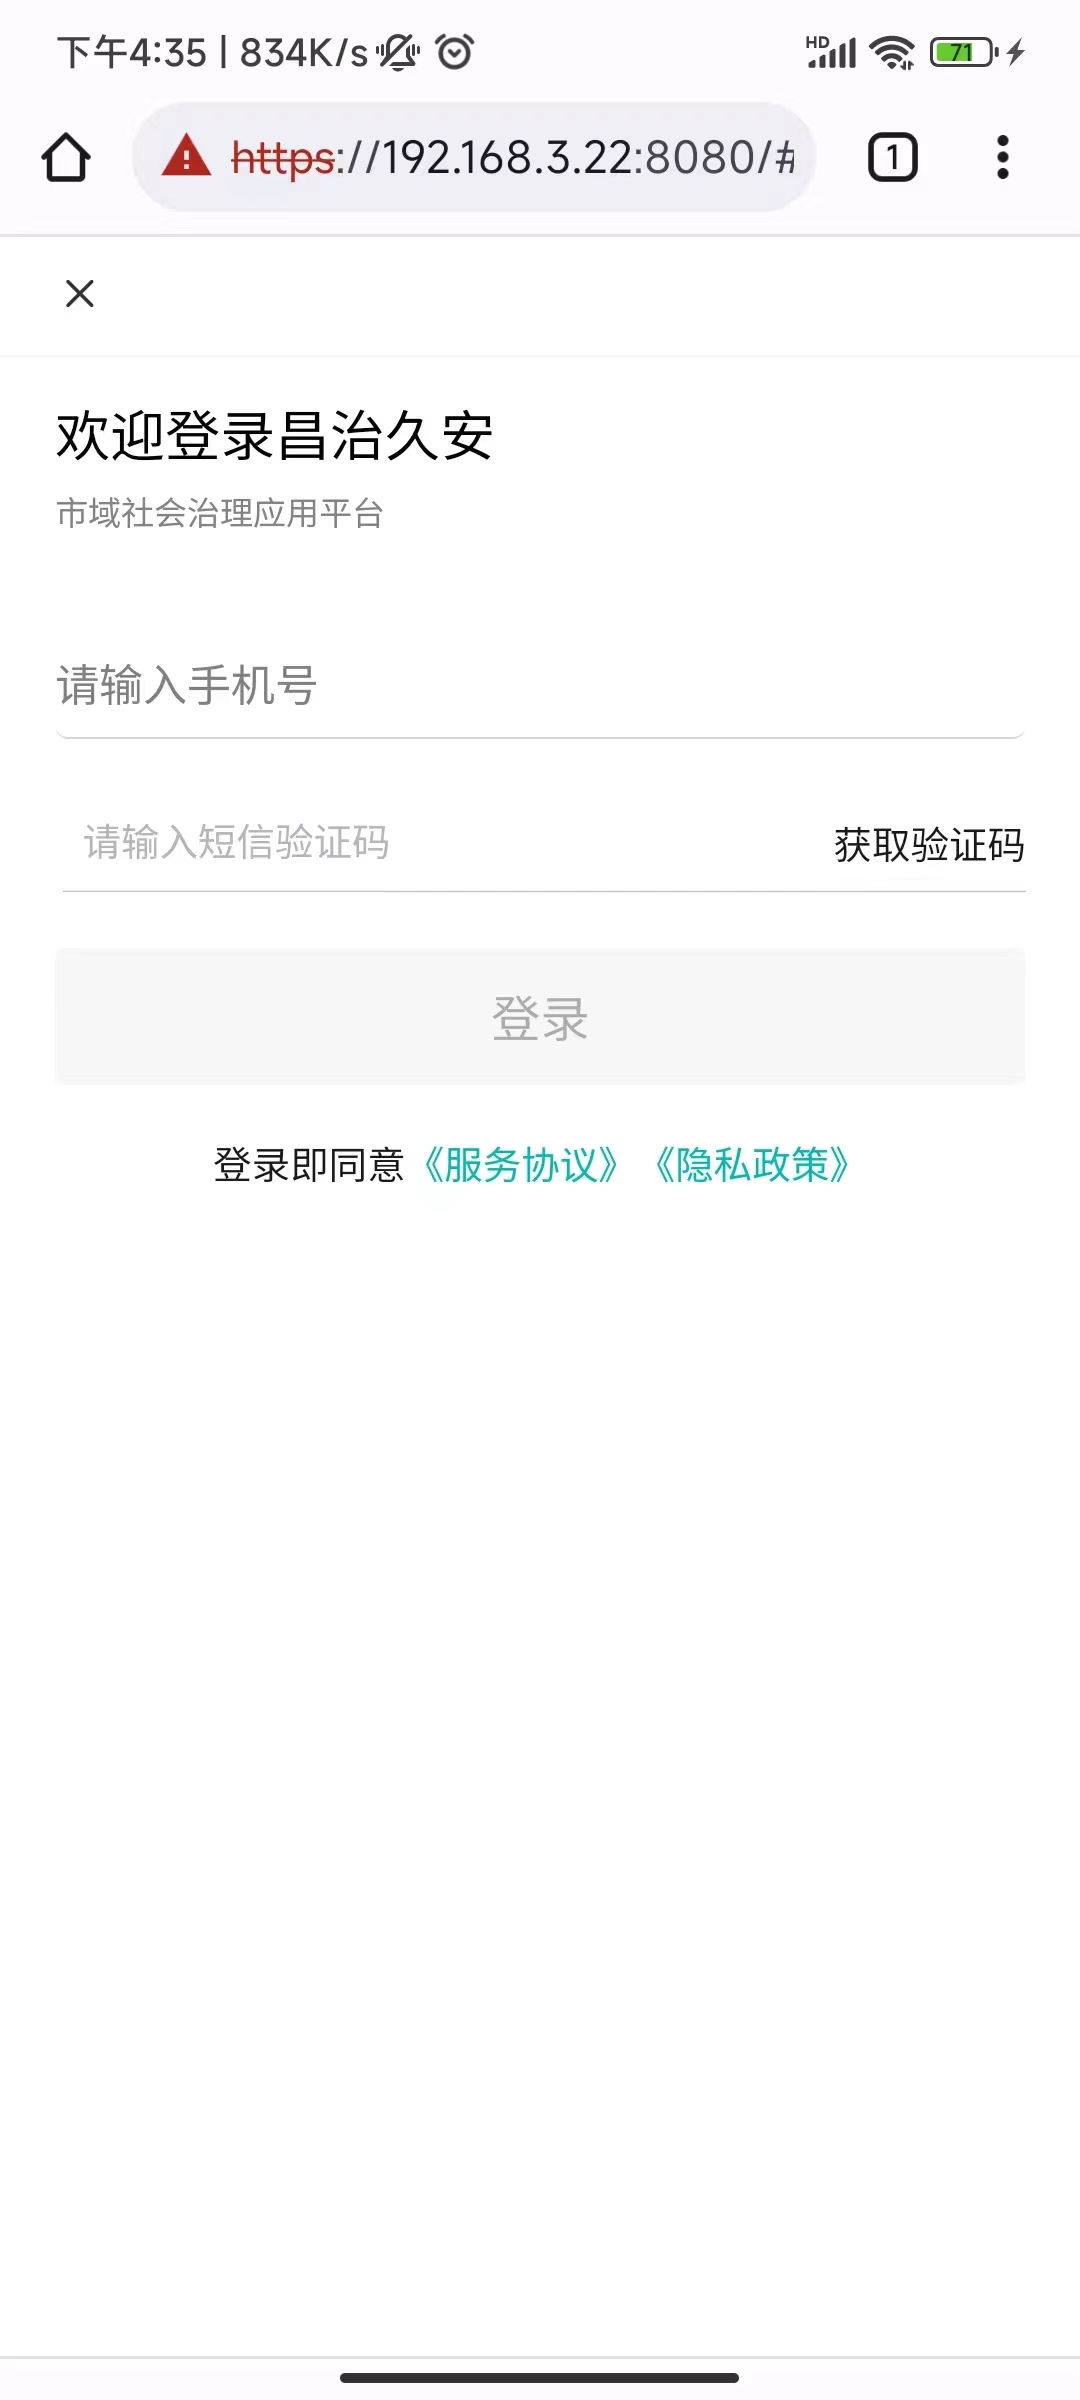 下午4:35 | 834K/s
HD
71
https://192.168.3.22:8080/#
1
欢迎登录昌治久安
市域社会治理应用平台
请输入手机号
请输入短信验证码
获取验证码
登录
登录即同意《服务协议》《隐私政策》